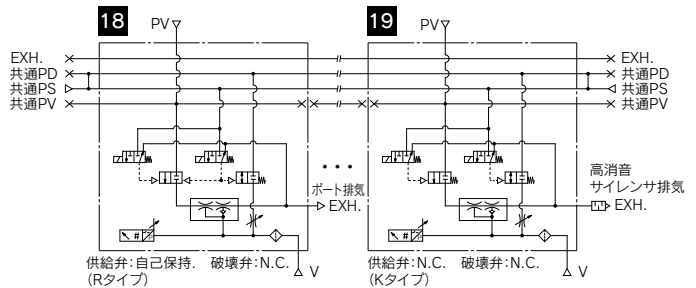 18
PV
19
PV
EXH.
共通PD
共通PS
共通PV
EXH.
共通PD
共通PS
共通PV
ポート排気
EXH.
高消音
サイレンサ排気
EXH.
#
#
供給弁:自己保持.
(Rタイプ)
破壊弁:N.C.
V
供給弁:N.C.
(Kタイプ)
破壊弁:N.C.
V